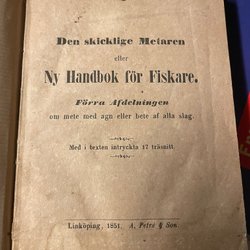 Den skicklige Metaren
eller
Ny Handbok för Fiskare.
Förra Afdelningen
om mete med agn eller bete af alla slag.
Med i texten intryckta 17 träsnitt.
Linköping, 1851, A. Petré & Son.